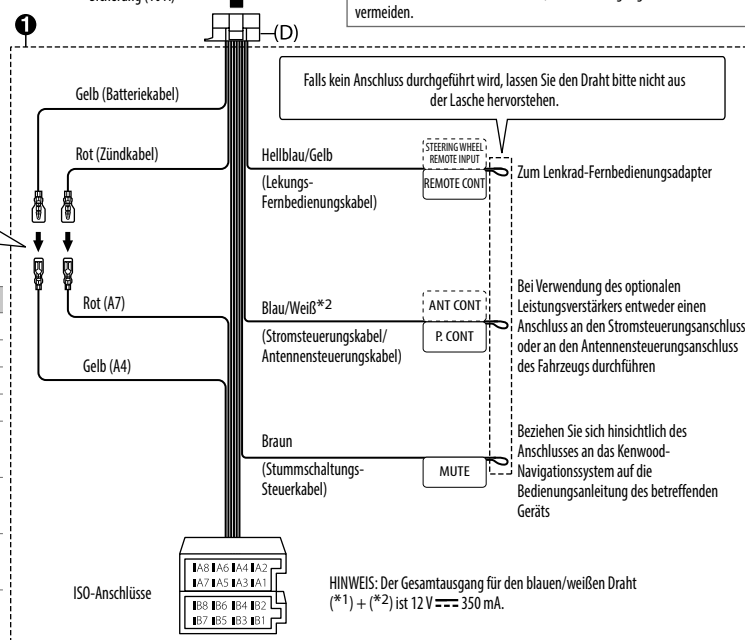 vermeiden.
1
(D)
Falls kein Anschluss durchgeführt wird, lassen Sie den Draht bitte nicht aus
der Lasche hervorstehen.
Gelb (Batteriekabel)
Rot (Zündkabel)
Hellblau/Gelb
(Lekungs-
Fernbedienungskabel)
STEERING WHEEL
REMOTE INPUT
REMOTE CONT
Zum Lenkrad-Fernbedienungsadapter
Rot (A7)
Gelb (A4)
Blau/Weiß*2
(Stromsteuerungskabel/
Antennensteuerungskabel)
ANT CONT
P. CONT
Bei Verwendung des optionalen
Leistungsverstärkers entweder einen
Anschluss an den Stromsteuerungsanschluss
oder an den Antennensteuerungsanschluss
des Fahrzeugs durchführen
Braun
(Stummschaltungs-
Steuerkabel)
MUTE
Beziehen Sie sich hinsichtlich des
Anschlusses an das Kenwood-
Navigationssystem auf die
Bedienungsanleitung des betreffenden
Geräts
ISO-Anschlüsse
A8 A6 A4 A2
A7 A5 A3 A1
B8 B6 B4 B2
B7 B5 B3 B1
HINWEIS: Der Gesamtausgang für den blauen/weißen Draht
(*1) + (*2) ist 12 V ⎓ 350 mA.